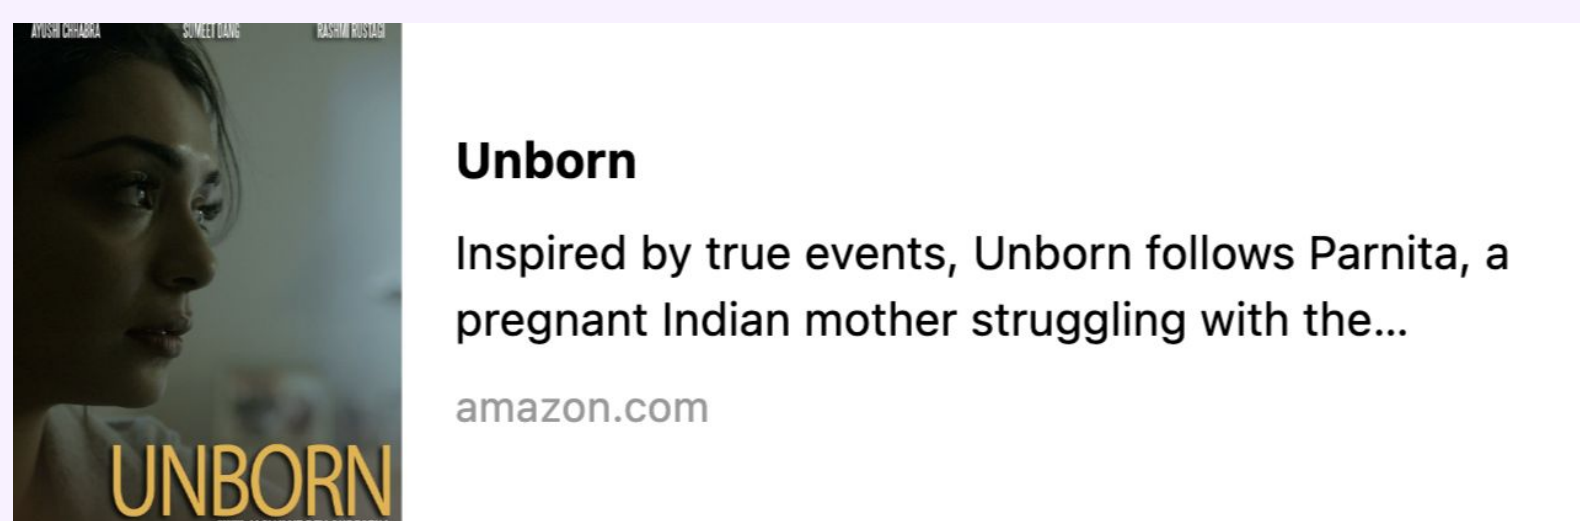 AYUSHI CHHABRA SUMEET DANG RASHMI RUSTAGI
Unborn
Inspired by true events, Unborn follows Parnita, a
pregnant Indian mother struggling with the...
amazon.com
UNBORN